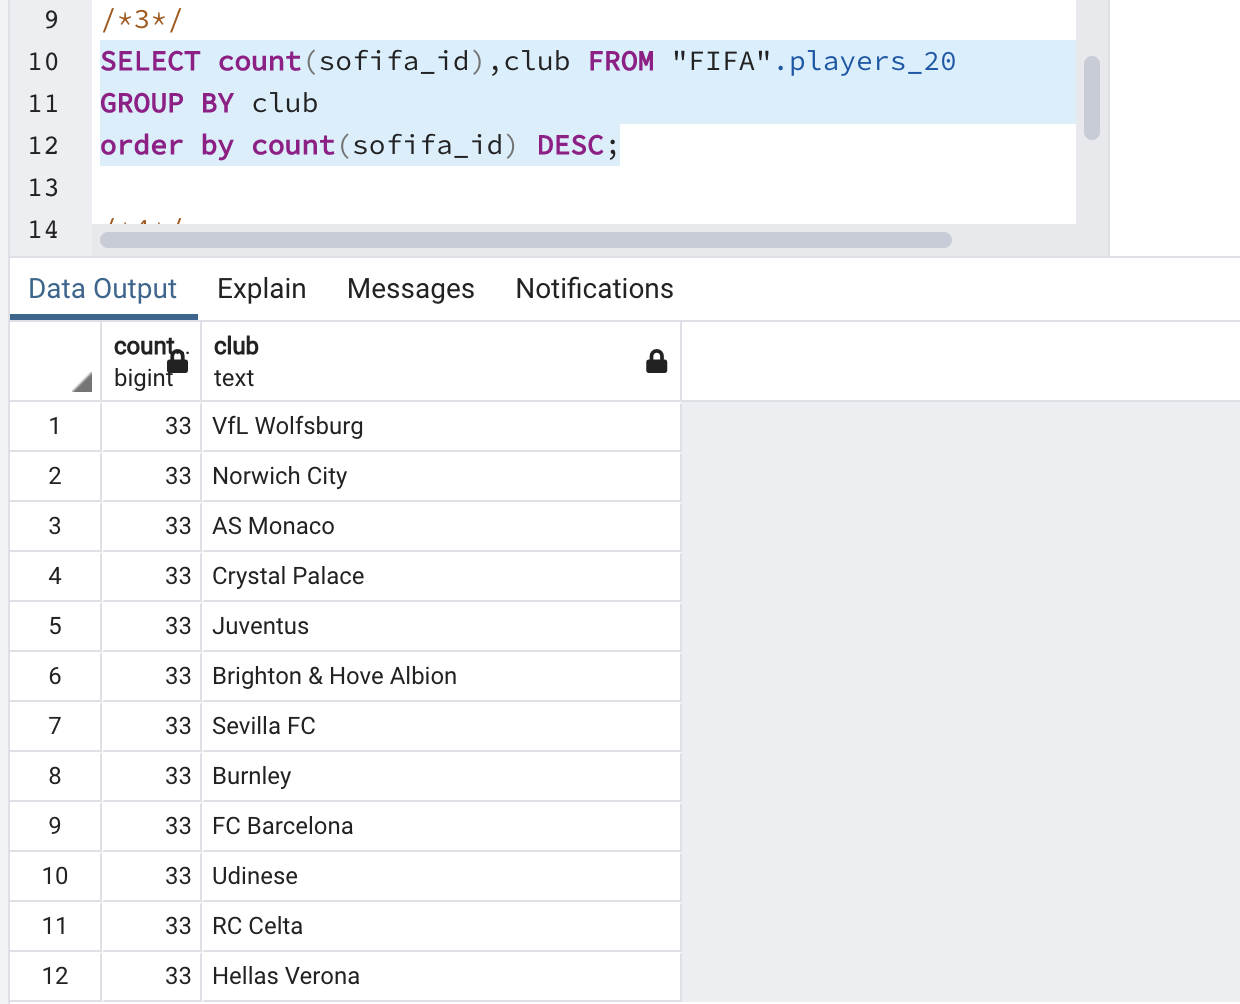 9 /*3*/
10 SELECT count(sofifa_id),club FROM "FIFA".players_20
11 GROUP BY club
12 order by count(sofifa_id) DESC;
13
14 /*4*/
Data Output Explain Messages Notifications
count.. club
bigint text
1 33 VfL Wolfsburg
2 33 Norwich City
3 33 AS Monaco
4 33 Crystal Palace
5 33 Juventus
6 33 Brighton & Hove Albion
7 33 Sevilla FC
8 33 Burnley
9 33 FC Barcelona
10 33 Udinese
11 33 RC Celta
12 33 Hellas Verona